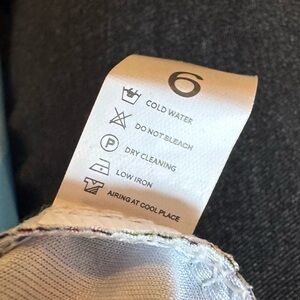 6
COLD WATER
DO NOT BLEACH
P DRY CLEANING
LOW IRON
AIRING AT COOL PLACE